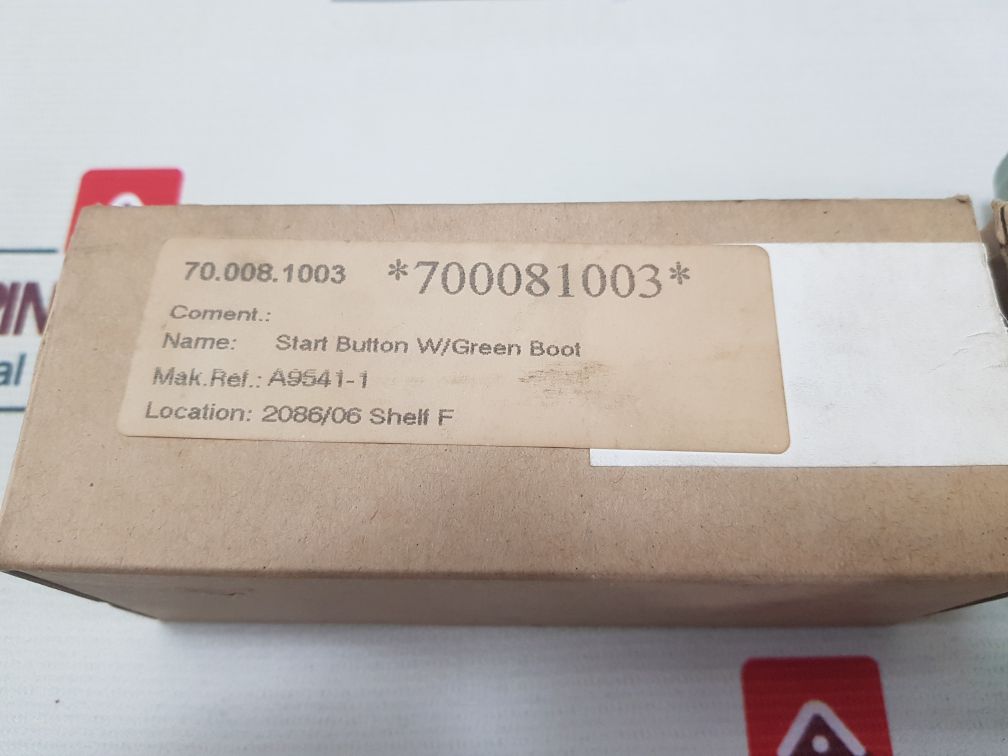 70.008.1003 *700081003*
Coment.:
Name: Start Button W/Green Boot
Mak.Ref.: A9541-1
Location: 2086/06 Shelf F